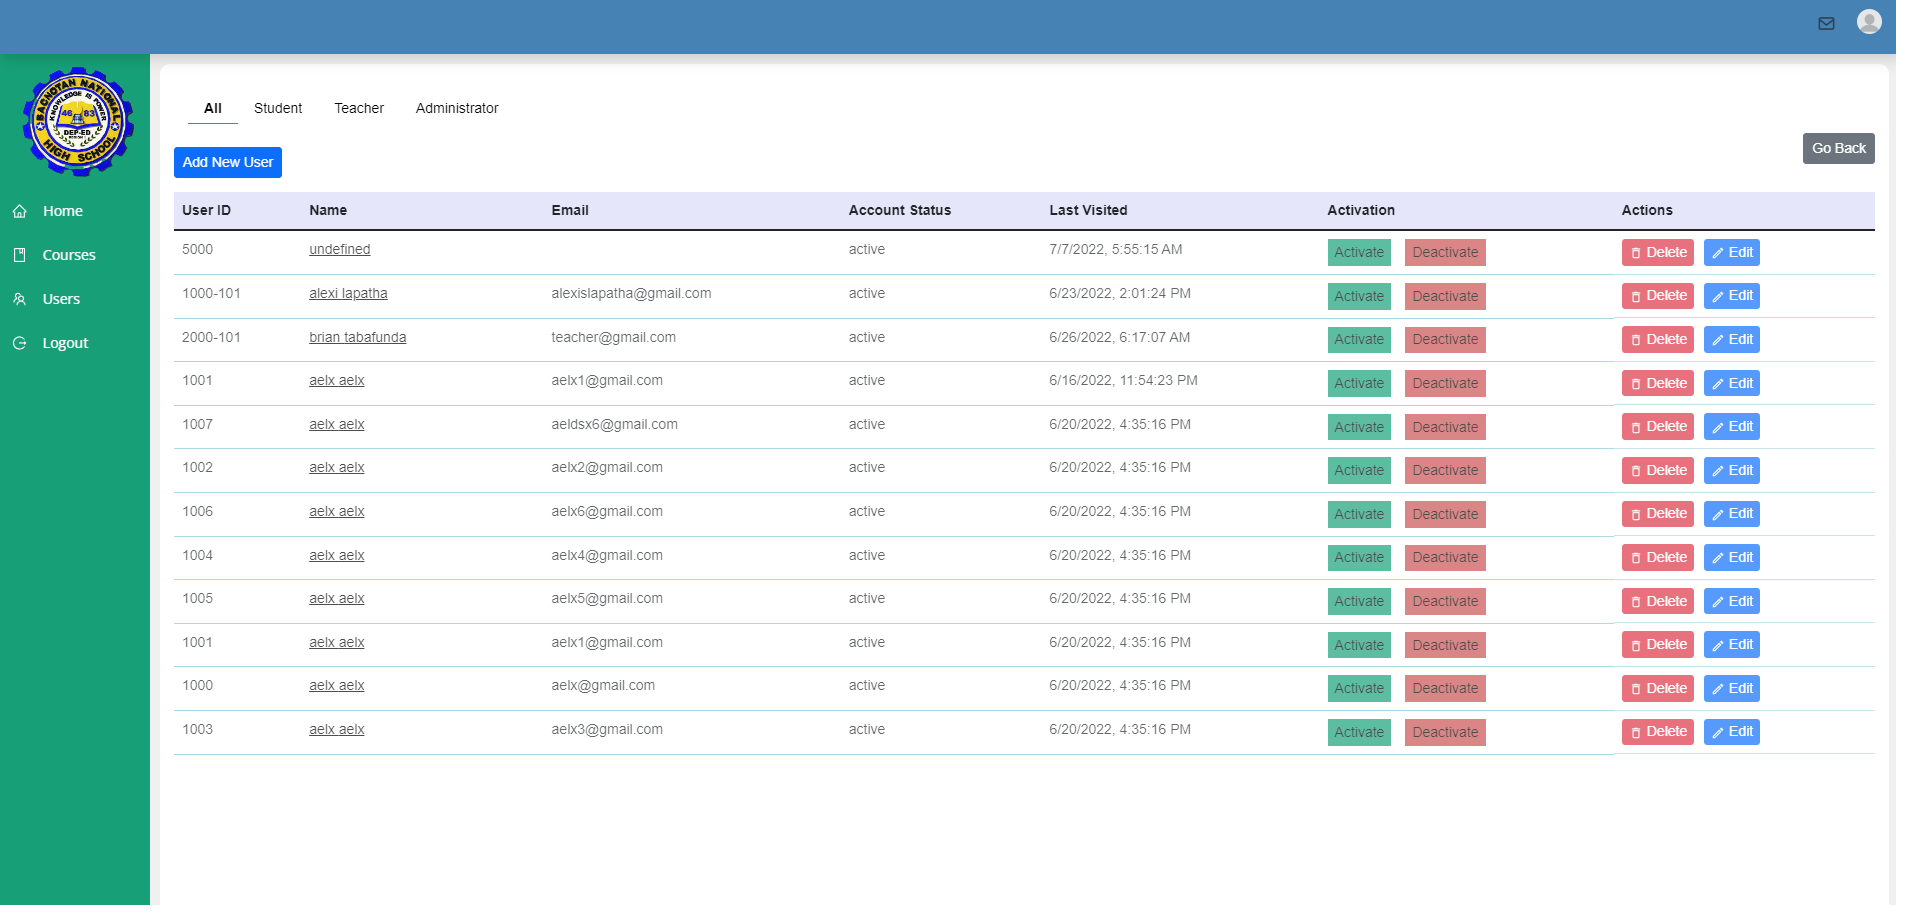 BACNOTAN NATIONAL
KNOWLEDGE IS POWER
46 83
DEP-ED
HIGH SCHOOL
Home
Courses
Users
Logout
All Student Teacher Administrator
Add New User
Go Back
User ID Name Email Account Status Last Visited Activation Actions
5000 undefined active 7/7/2022, 5:55:15 AM Activate Deactivate Delete Edit
1000-101 alexi lapatha alexislapatha@gmail.com active 6/23/2022, 2:01:24 PM Activate Deactivate Delete Edit
2000-101 brian tabafunda teacher@gmail.com active 6/26/2022, 6:17:07 AM Activate Deactivate Delete Edit
1001 aelx aelx aelx1@gmail.com active 6/16/2022, 11:54:23 PM Activate Deactivate Delete Edit
1007 aelx aelx aeldsx6@gmail.com active 6/20/2022, 4:35:16 PM Activate Deactivate Delete Edit
1002 aelx aelx aelx2@gmail.com active 6/20/2022, 4:35:16 PM Activate Deactivate Delete Edit
1006 aelx aelx aelx6@gmail.com active 6/20/2022, 4:35:16 PM Activate Deactivate Delete Edit
1004 aelx aelx aelx4@gmail.com active 6/20/2022, 4:35:16 PM Activate Deactivate Delete Edit
1005 aelx aelx aelx5@gmail.com active 6/20/2022, 4:35:16 PM Activate Deactivate Delete Edit
1001 aelx aelx aelx1@gmail.com active 6/20/2022, 4:35:16 PM Activate Deactivate Delete Edit
1000 aelx aelx aelx@gmail.com active 6/20/2022, 4:35:16 PM Activate Deactivate Delete Edit
1003 aelx aelx aelx3@gmail.com active 6/20/2022, 4:35:16 PM Activate Deactivate Delete Edit